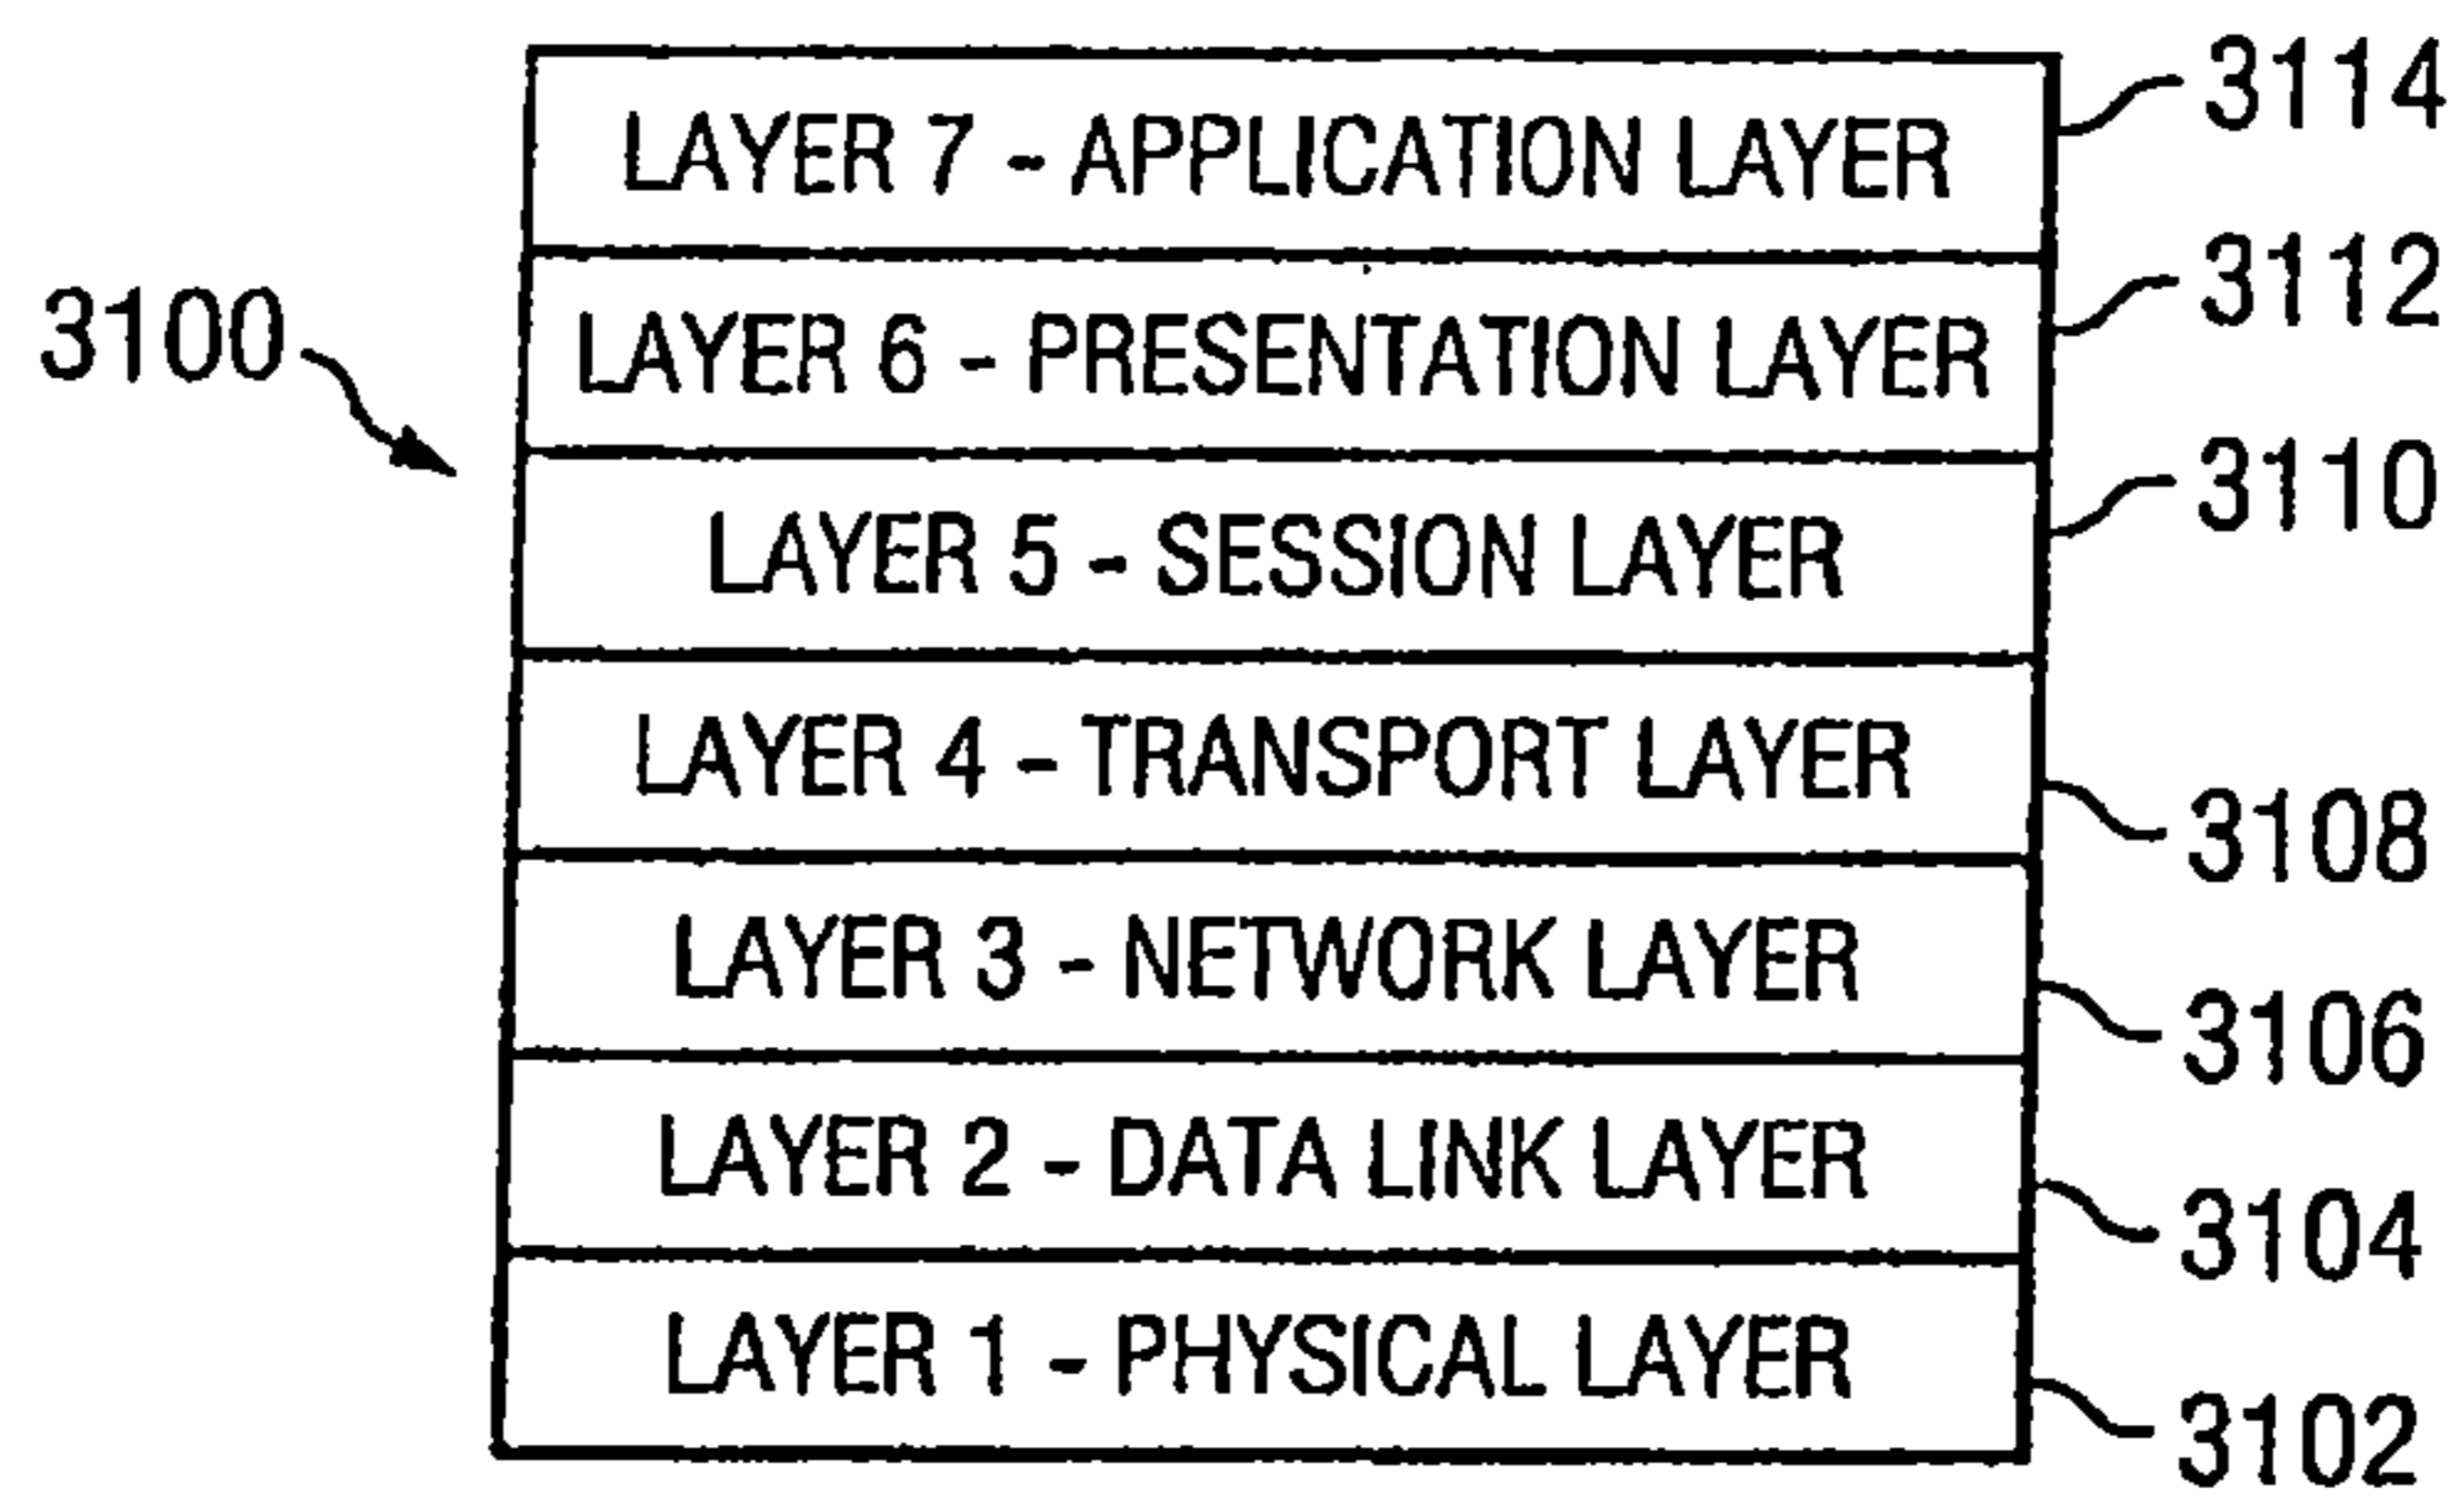 LAYER 7 - APPLICATION LAYER 3114
LAYER 6 - PRESENTATION LAYER 3112
3100
LAYER 5 - SESSION LAYER 3110
LAYER 4 - TRANSPORT LAYER 3108
LAYER 3 - NETWORK LAYER 3106
LAYER 2 - DATA LINK LAYER 3104
LAYER 1 - PHYSICAL LAYER 3102